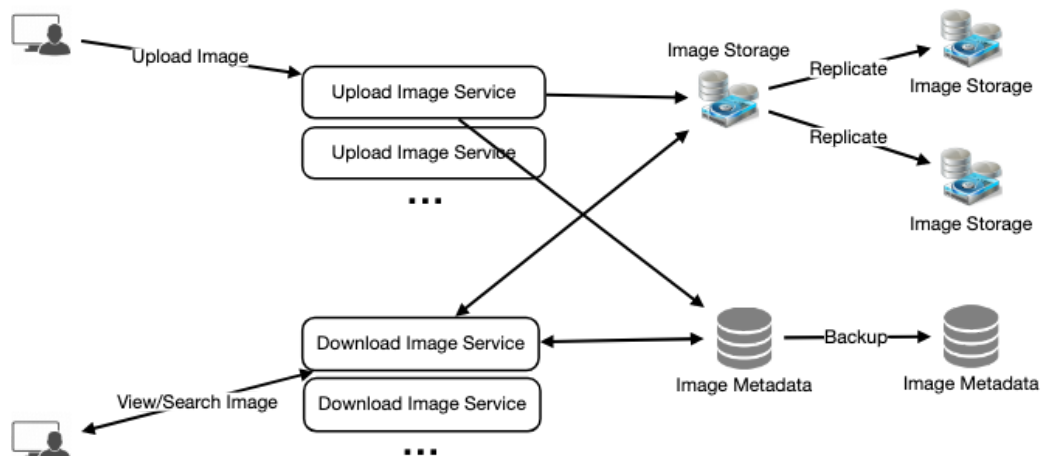 Upload Image
Upload Image Service
Upload Image Service
...
Image Storage
Replicate
Image Storage
Replicate
Image Storage
Download Image Service
Download Image Service
...
View/Search Image
Image Metadata
Backup
Image Metadata